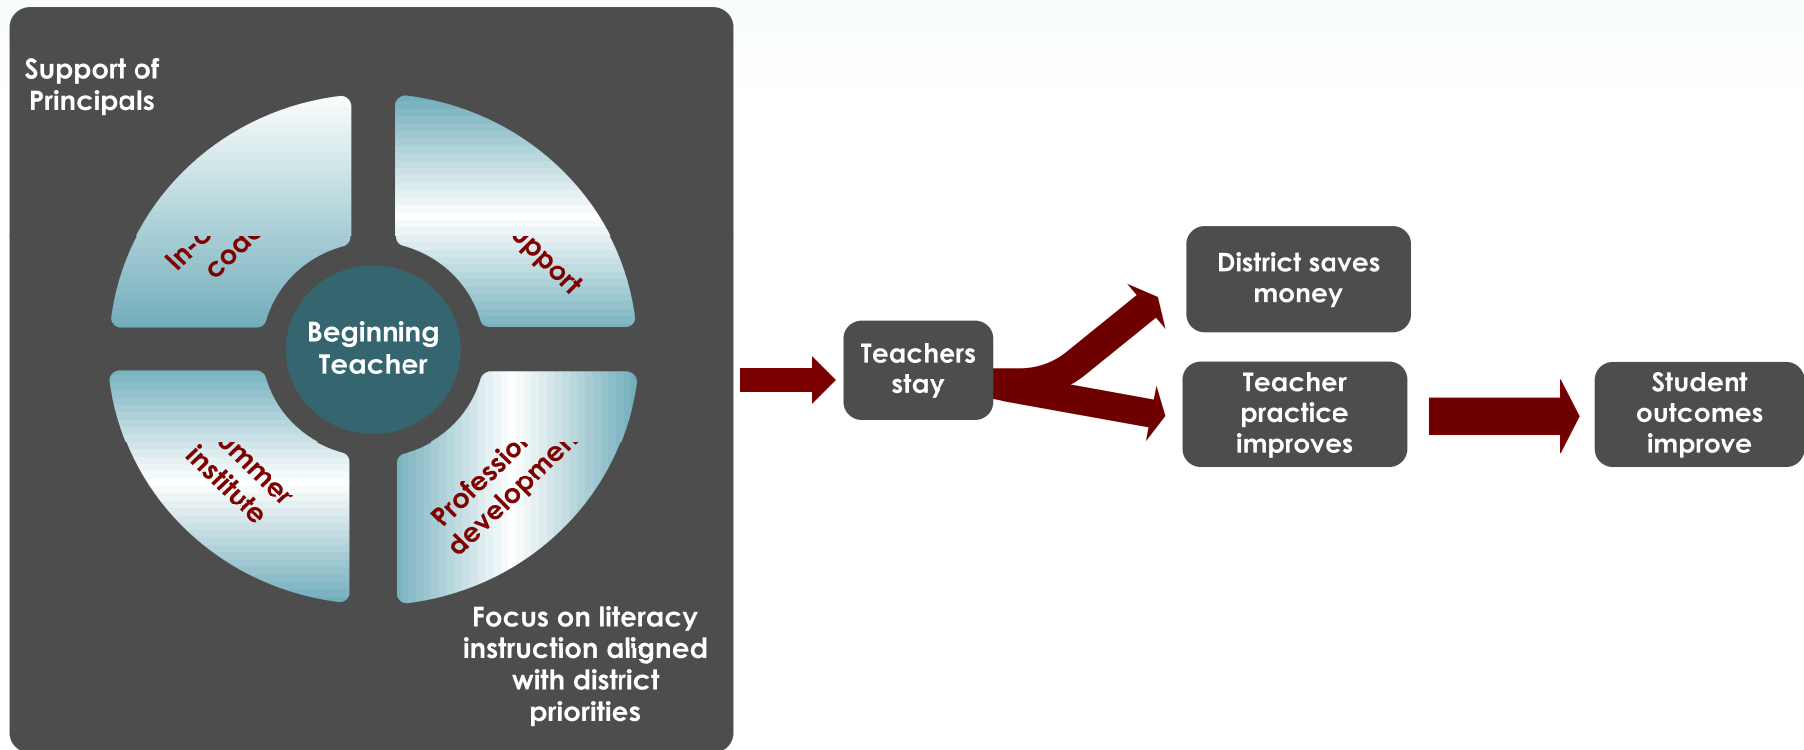 Support of
Principals
Beginning
Teacher
institute
Focus on literacy
instruction aligned
with district
priorities
Teachers
stay
District saves
money
Teacher
practice
improves
Student
outcomes
improve